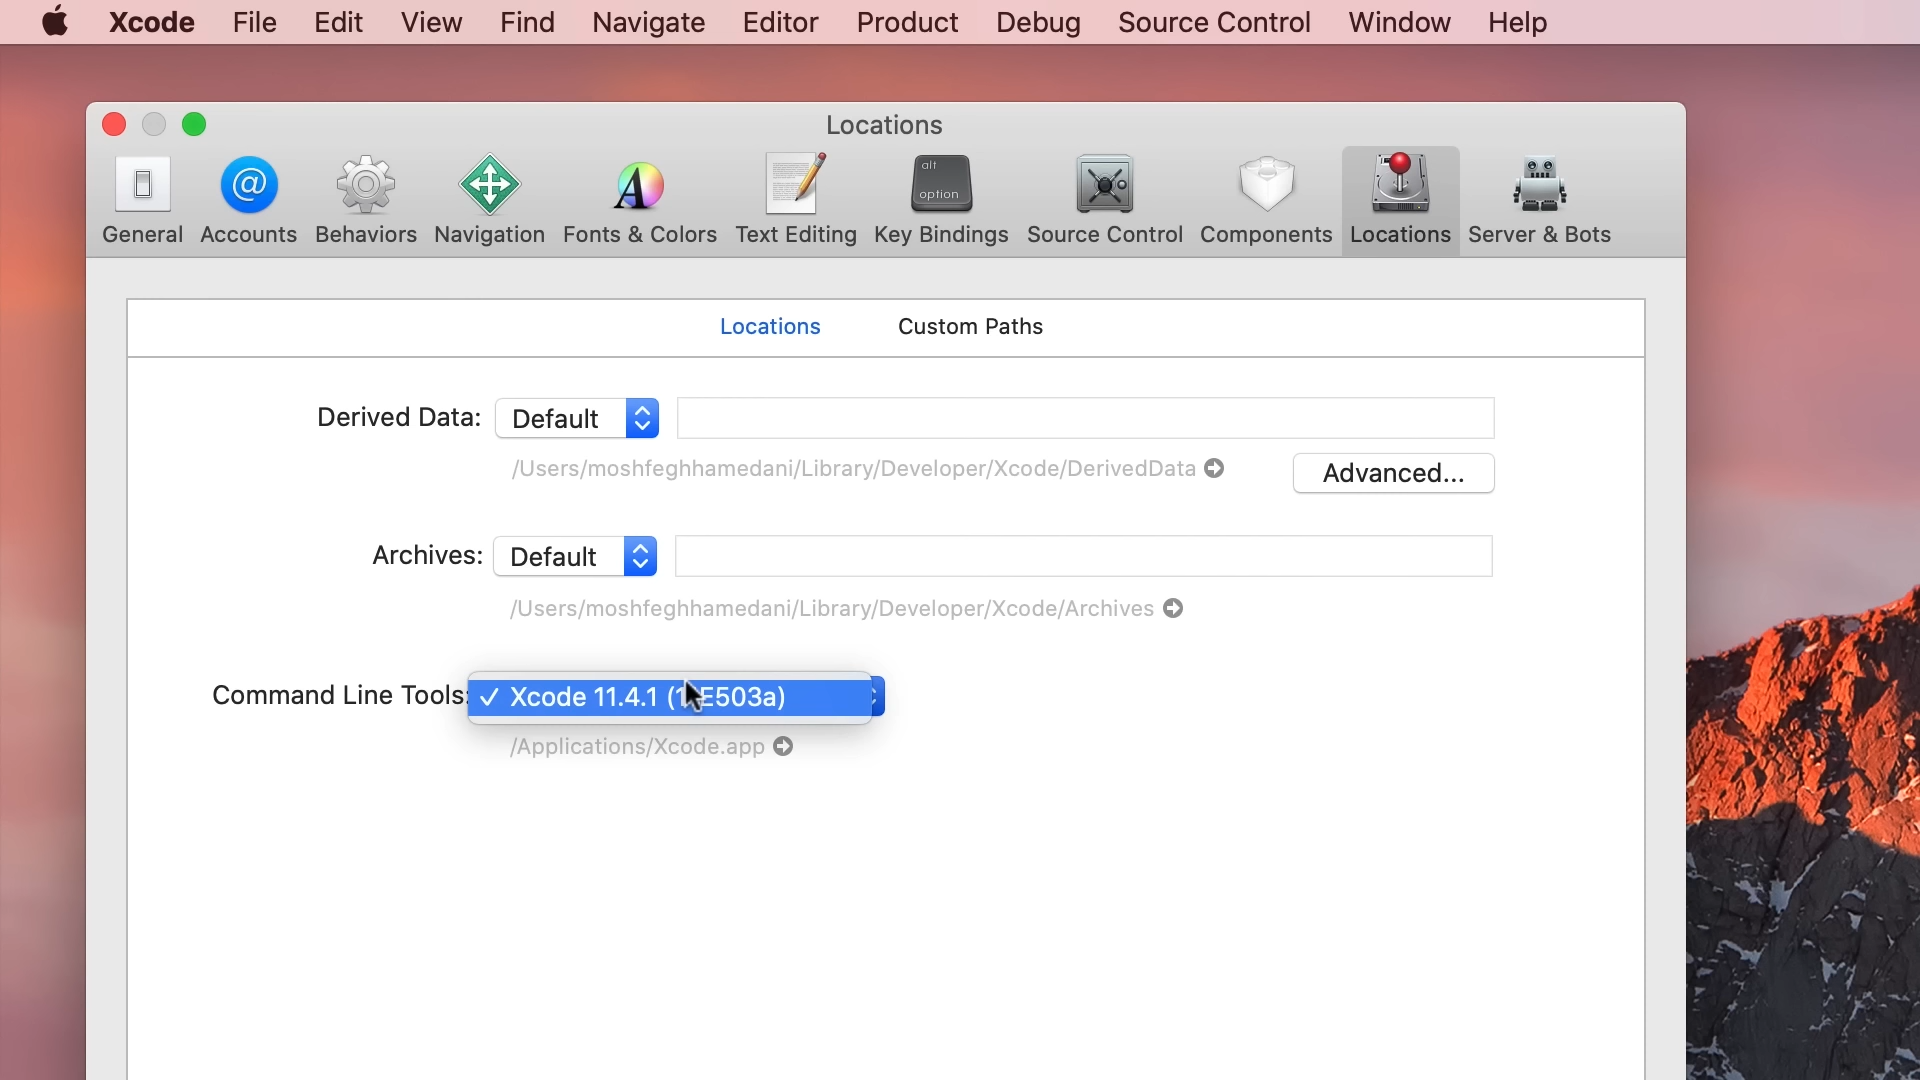 Xcode File Edit View Find Navigate Editor Product Debug Source Control Window Help
Locations
alt
option
General Accounts Behaviors Navigation Fonts & Colors Text Editing Key Bindings Source Control Components Locations Server & Bots
Locations Custom Paths
Derived Data: Default
/Users/moshfeghhamedani/Library/Developer/Xcode/DerivedData
Advanced...
Archives: Default
/Users/moshfeghhamedani/Library/Developer/Xcode/Archives
Command Line Tools: ✓ Xcode 11.4.1
/Applications/Xcode.app